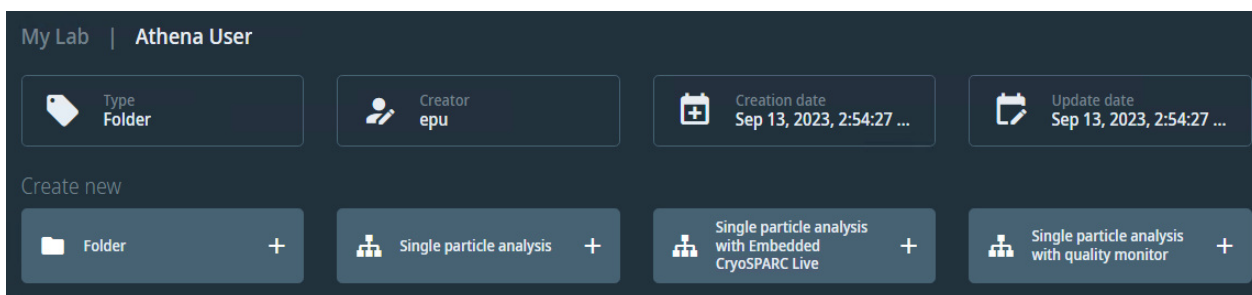 My Lab | Athena User
Type
Folder
Creator
epu
Creation date
Sep 13, 2023, 2:54:27 ...
Update date
Sep 13, 2023, 2:54:27 ...
Create new
Folder +
Single particle analysis +
Single particle analysis
with Embedded +
CryoSPARC Live
Single particle analysis
with quality monitor +